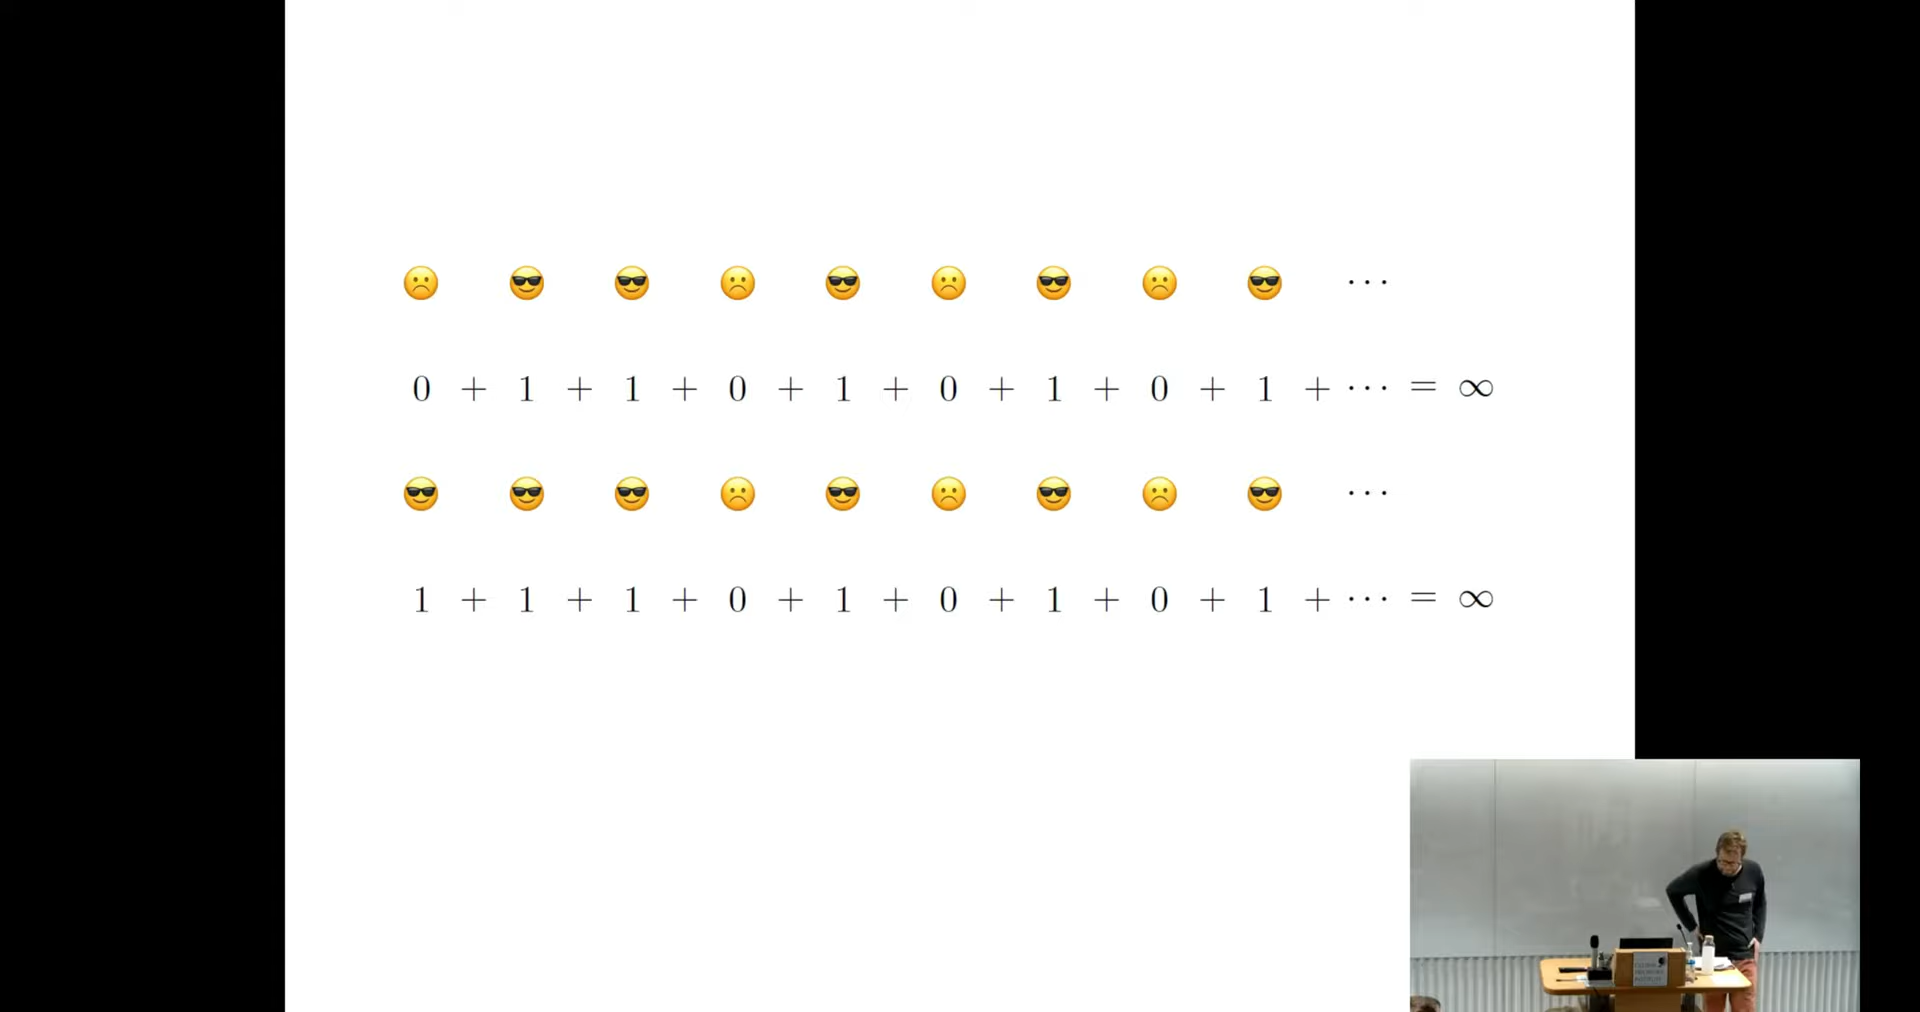 ☹️ 😎 😎 ☹️ 😎 ☹️ 😎 ☹️ 😎 ⋯
0 + 1 + 1 + 0 + 1 + 0 + 1 + 0 + 1 + ⋯ = ∞
😎 😎 😎 ☹️ 😎 ☹️ 😎 ☹️ 😎 ⋯
1 + 1 + 1 + 0 + 1 + 0 + 1 + 0 + 1 + ⋯ = ∞